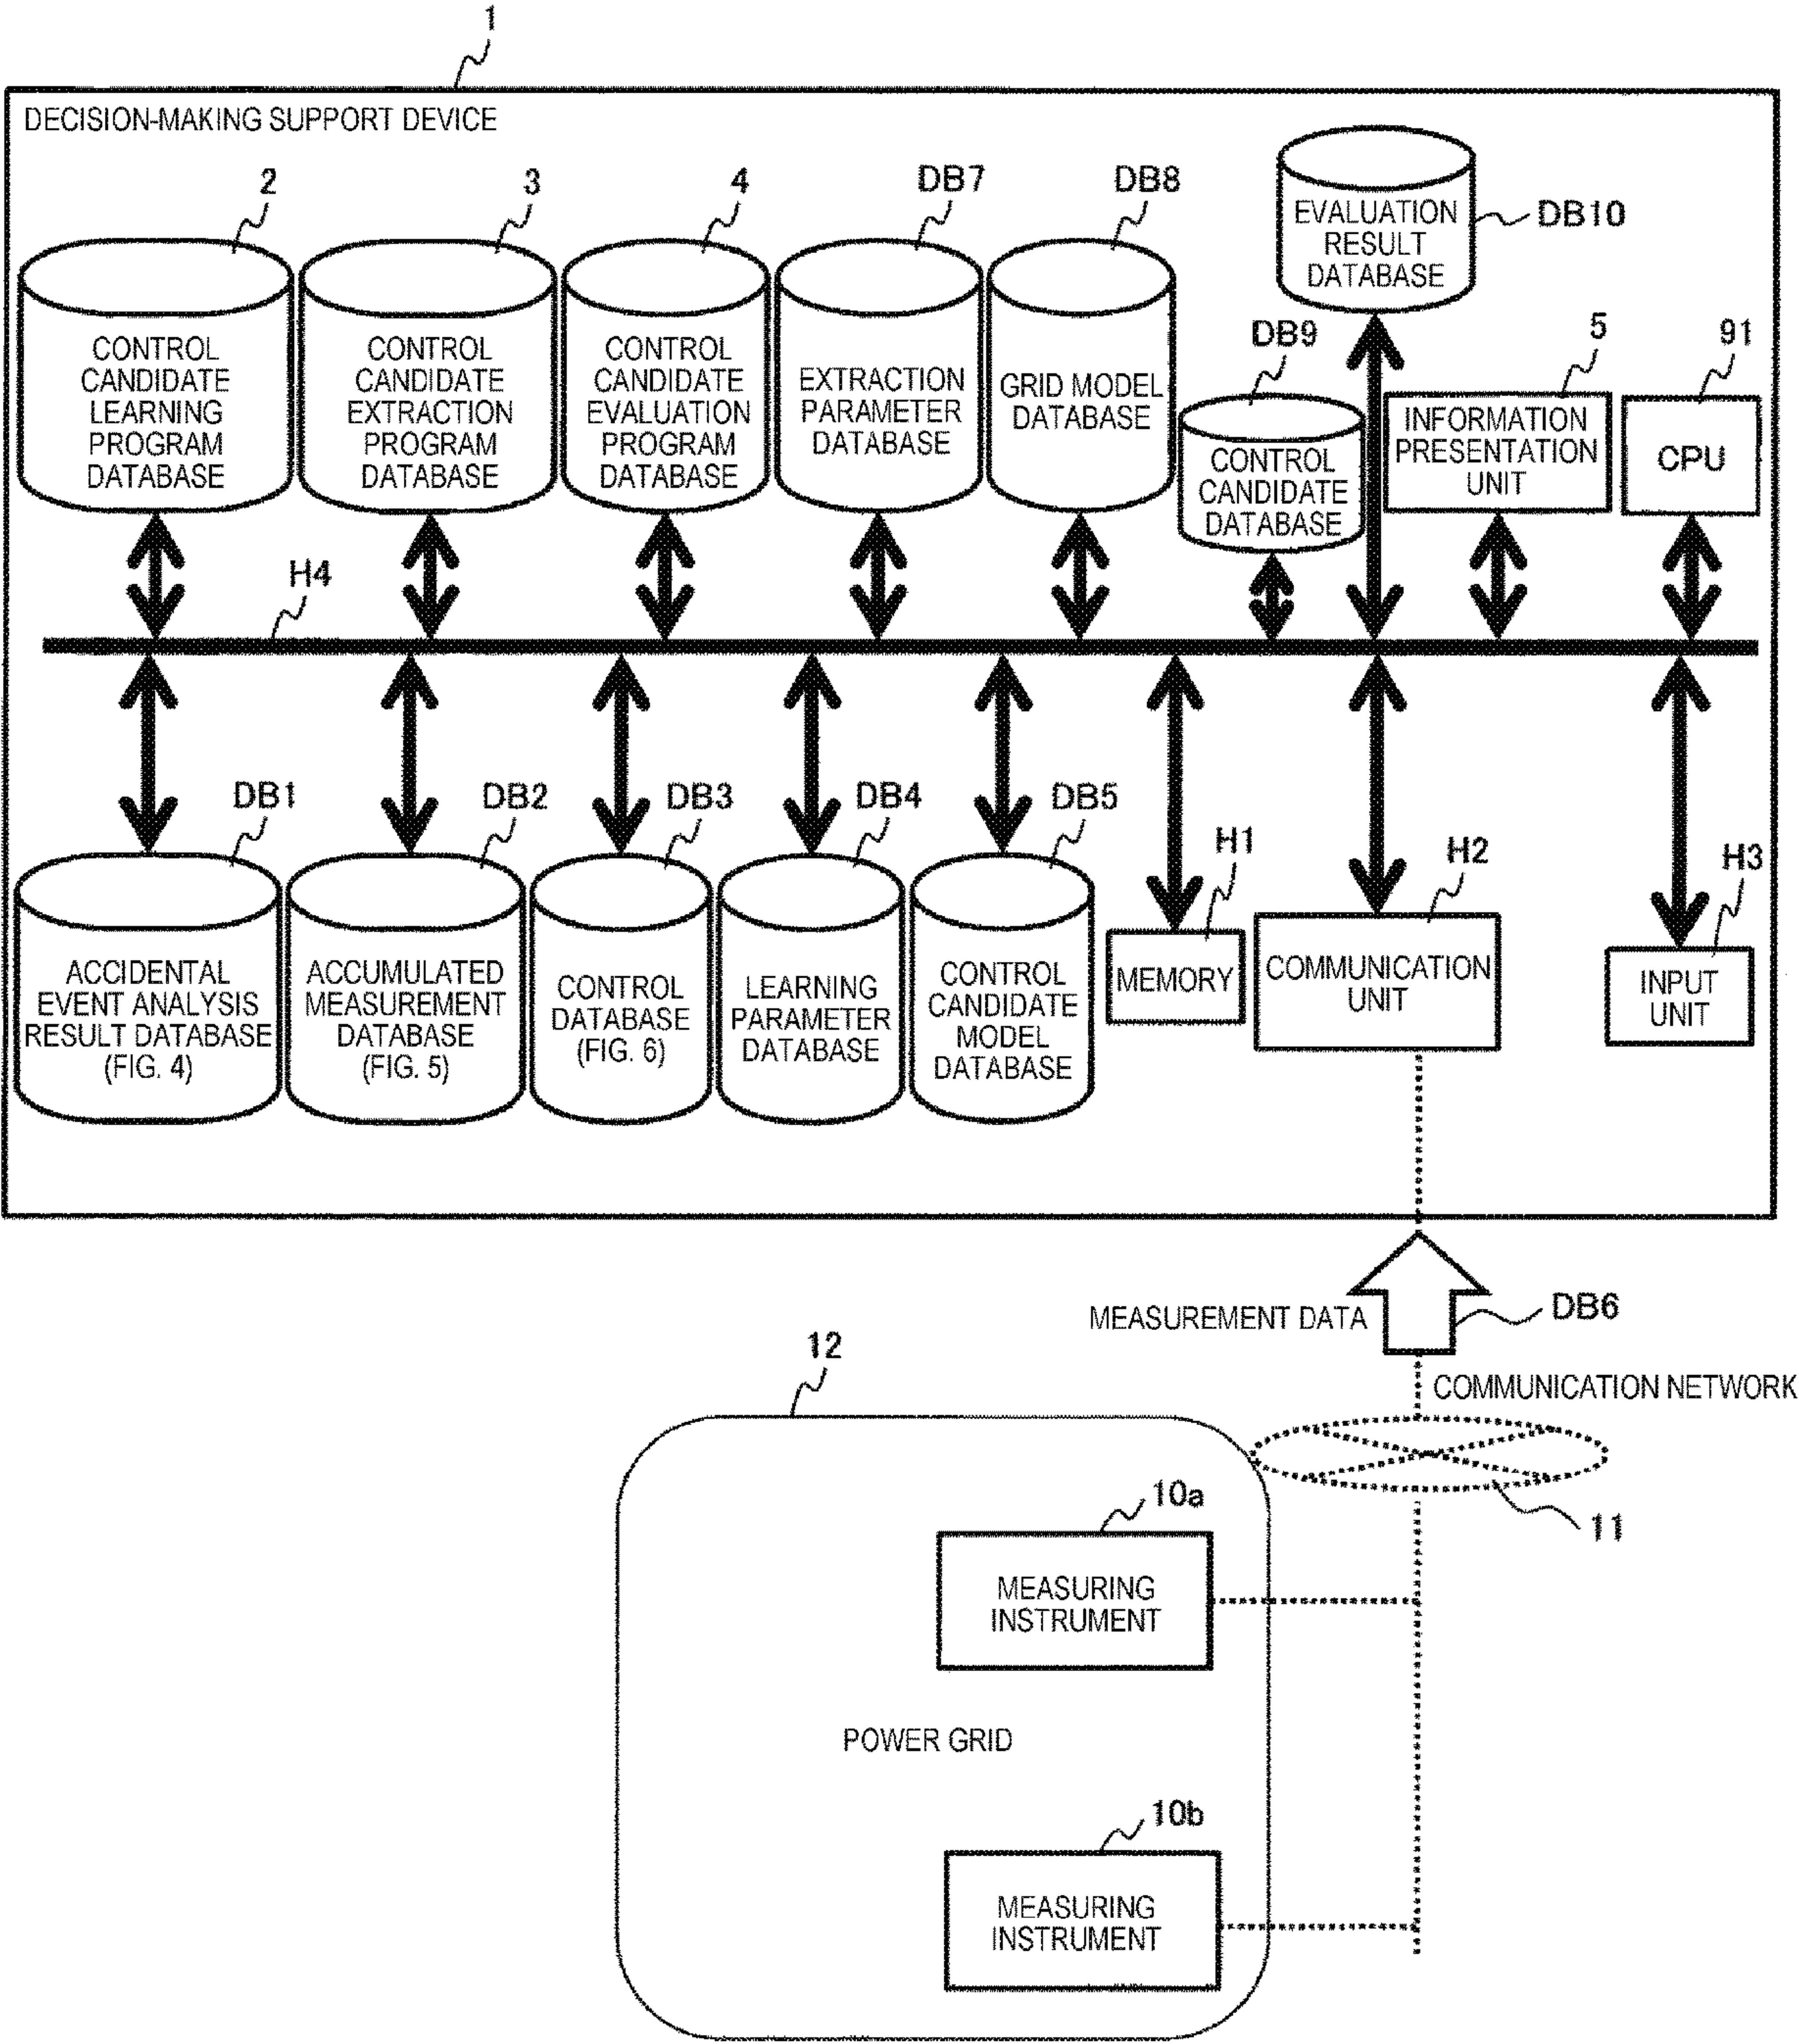 1
DECISION-MAKING SUPPORT DEVICE
2
3
4
DB7
DB8
EVALUATION
RESULT
DATABASE
DB10
CONTROL
CANDIDATE
LEARNING
PROGRAM
DATABASE
CONTROL
CANDIDATE
EXTRACTION
PROGRAM
DATABASE
CONTROL
CANDIDATE
EVALUATION
PROGRAM
DATABASE
EXTRACTION
PARAMETER
DATABASE
GRID MODEL
DATABASE
DB9
CONTROL
CANDIDATE
DATABASE
5
INFORMATION
PRESENTATION
UNIT
91
CPU
H4
DB1
DB2
DB3
DB4
DB5
H1
H2
H3
ACCIDENTAL
EVENT ANALYSIS
RESULT DATABASE
(FIG. 4)
ACCUMULATED
MEASUREMENT
DATABASE
(FIG. 5)
CONTROL
DATABASE
(FIG. 6)
LEARNING
PARAMETER
DATABASE
CONTROL
CANDIDATE
MODEL
DATABASE
MEMORY
COMMUNICATION
UNIT
INPUT
UNIT
MEASUREMENT DATA
DB6
12
COMMUNICATION NETWORK
11
10a
MEASURING
INSTRUMENT
POWER GRID
10b
MEASURING
INSTRUMENT